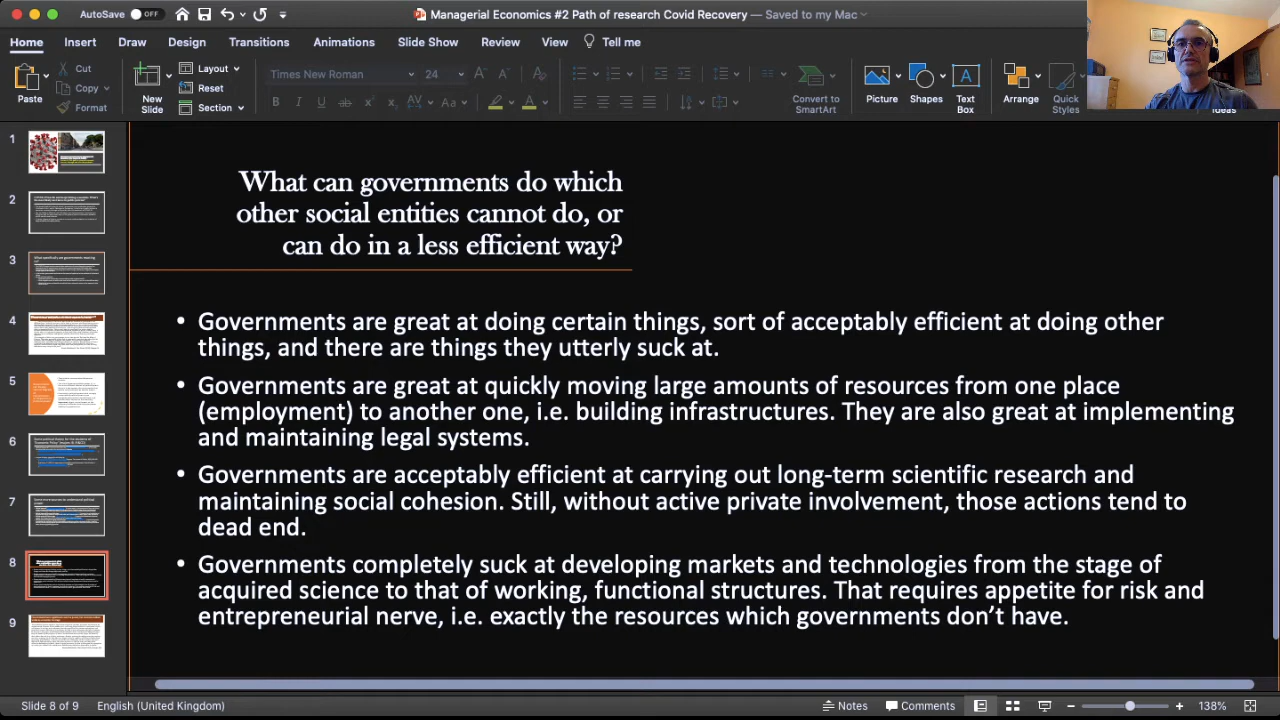 AutoSave OFF
Managerial Economics #2 Path of research Covid Recovery — Saved to my Mac
Home Insert Draw Design Transitions Animations Slide Show Review View Tell me
Paste
Cut
Copy
Format
New Slide
Layout
Reset
Section
Times New Roman 24
B I U
Convert to SmartArt
Picture
Shapes
Text Box
Arrange
Quick Styles
Ideas
1
2
3
4
5
6
7
8
9
What can governments do which
other social entities cannot do, or
can do in a less efficient way?
• Governments are great at doing certain things, sort of acceptably efficient at doing other
things, and there are things they utterly suck at.
• Governments are great at quickly moving large amounts of resources from one place
(employment) to another one, i.e. building infrastructures. They are also great at implementing
and maintaining legal systems.
• Governments are acceptably efficient at carrying out long-term scientific research and
maintaining social cohesion. Still, without active private involvement, those actions tend to
dead end.
• Governments completely suck at developing markets and technologies from the stage of
acquired science to that of working, functional structures. That requires appetite for risk and
entrepreneurial nerve, i.e. exactly the resources which governments don't have.
Slide 8 of 9 English (United Kingdom) Notes Comments 138%